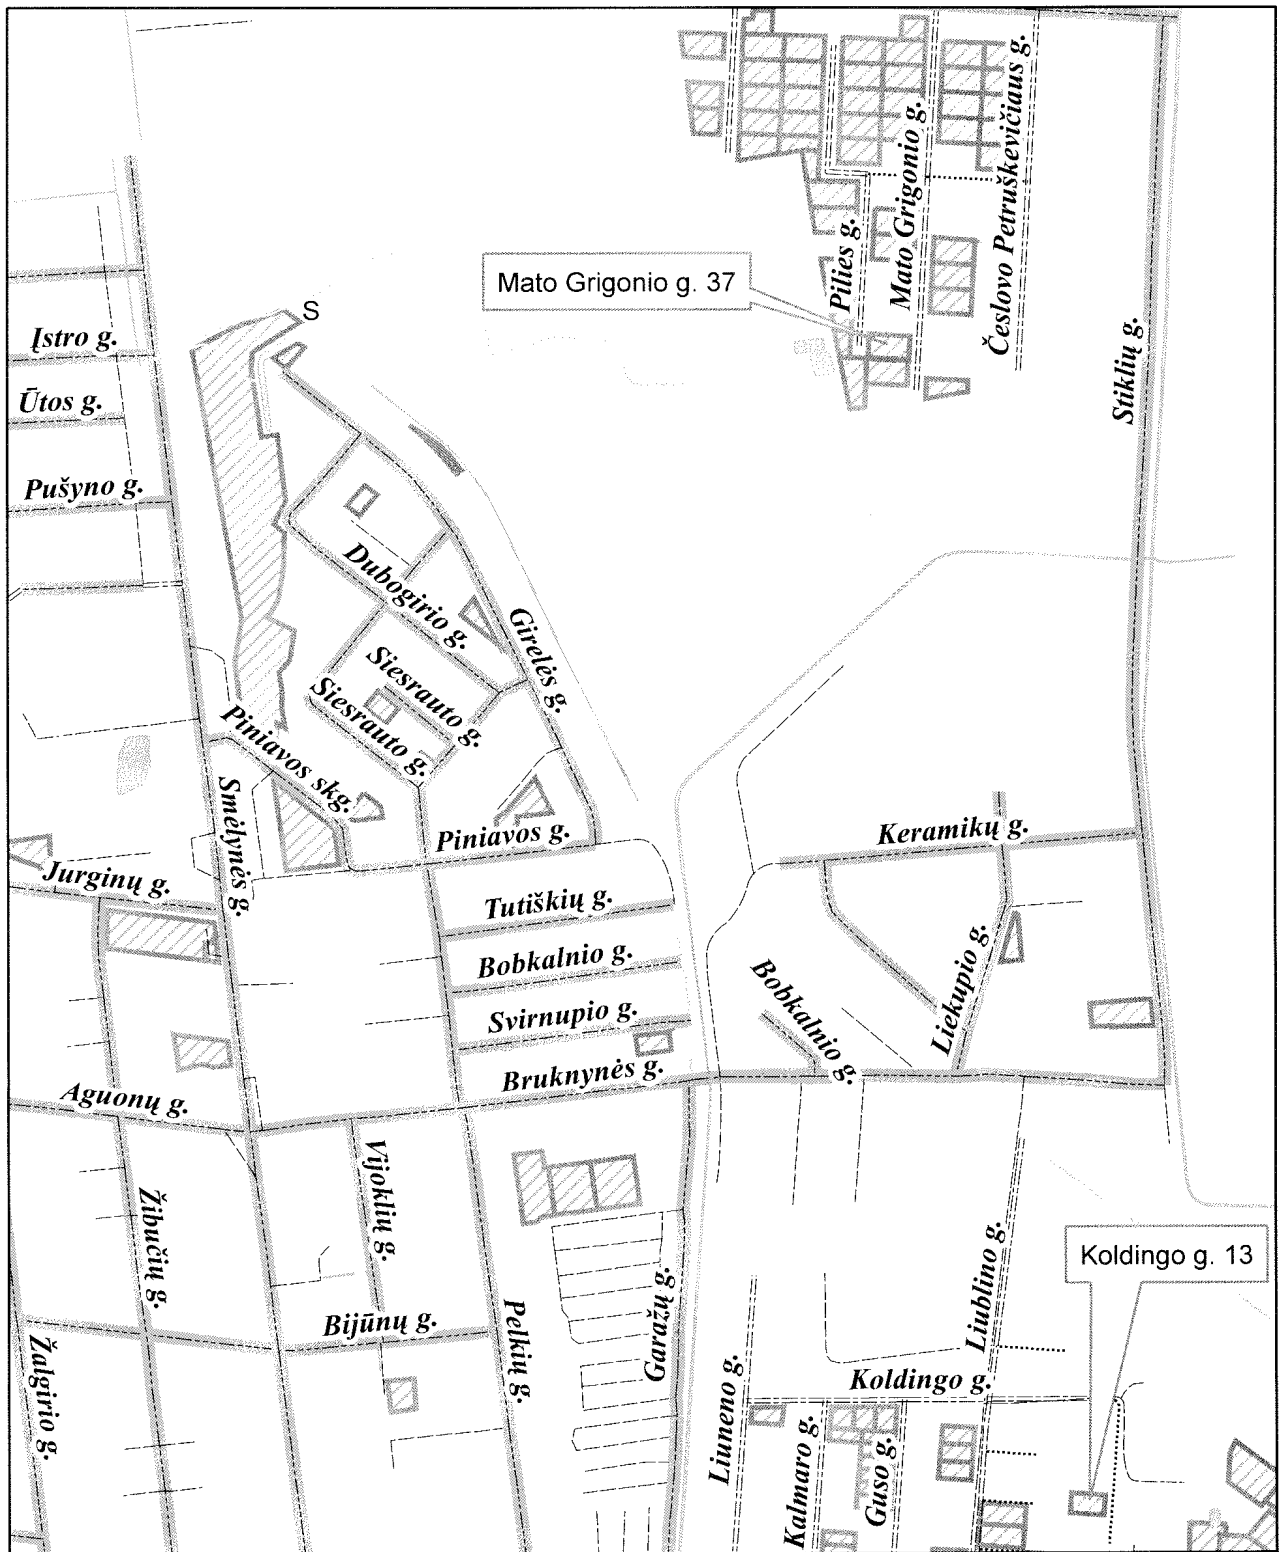 Česlovo Petruškevičiaus g.
Mato Grigonio g.
Pilies g.
Mato Grigonio g. 37
Stiklių g.
S
Įstro g.
Ūtos g.
Pušyno g.
Dubogirio g.
Girelės g.
Siesrauto g.
Siesrauto g.
Piniavos skg.
Smėlynės g.
Piniavos g.
Keramikų g.
Jurginų g.
Tutiškių g.
Bobkalnio g.
Svirnupio g.
Bruknynės g.
Bobkalnio g.
Liekupio g.
Aguonų g.
Vijoklių g.
Žibučių g.
Koldingo g. 13
Liublino g.
Garažų g.
Bijūnų g.
Pelkių g.
Žalgirio g.
Koldingo g.
Liuneno g.
Kalmaro g.
Guso g.